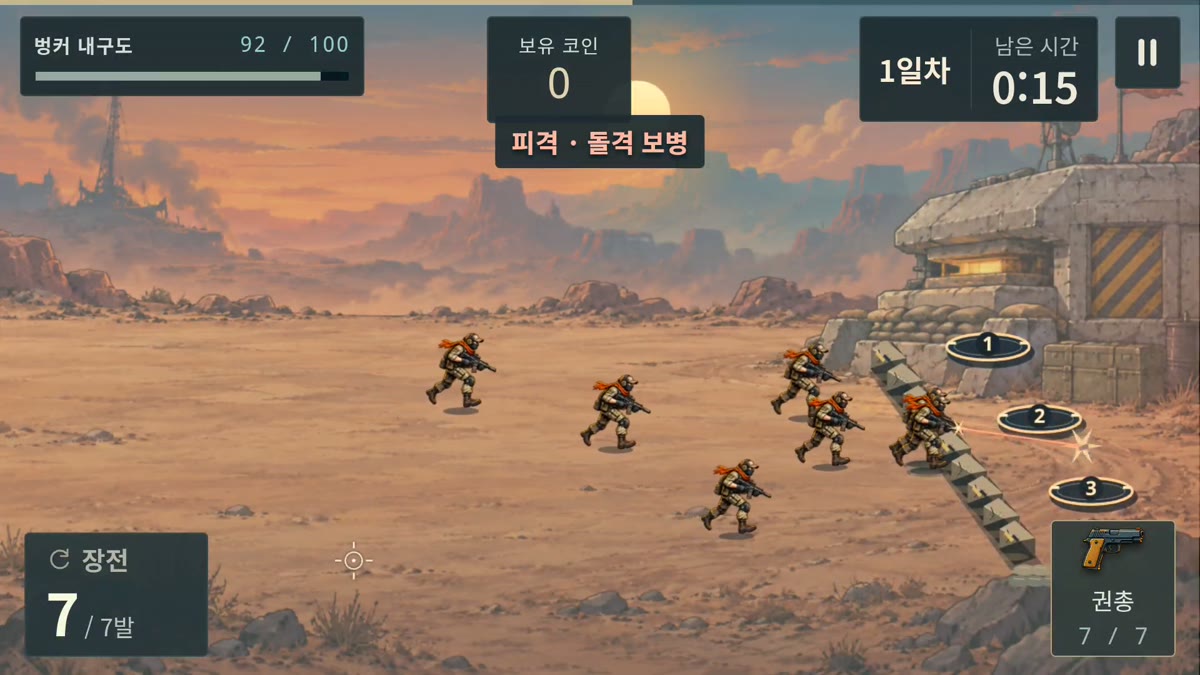 벙커 내구도 92 / 100
보유 코인
0
1일차
남은 시간
0:15
피격 · 돌격 보병
1
2
3
장전
7 / 7발
권총
7 / 7